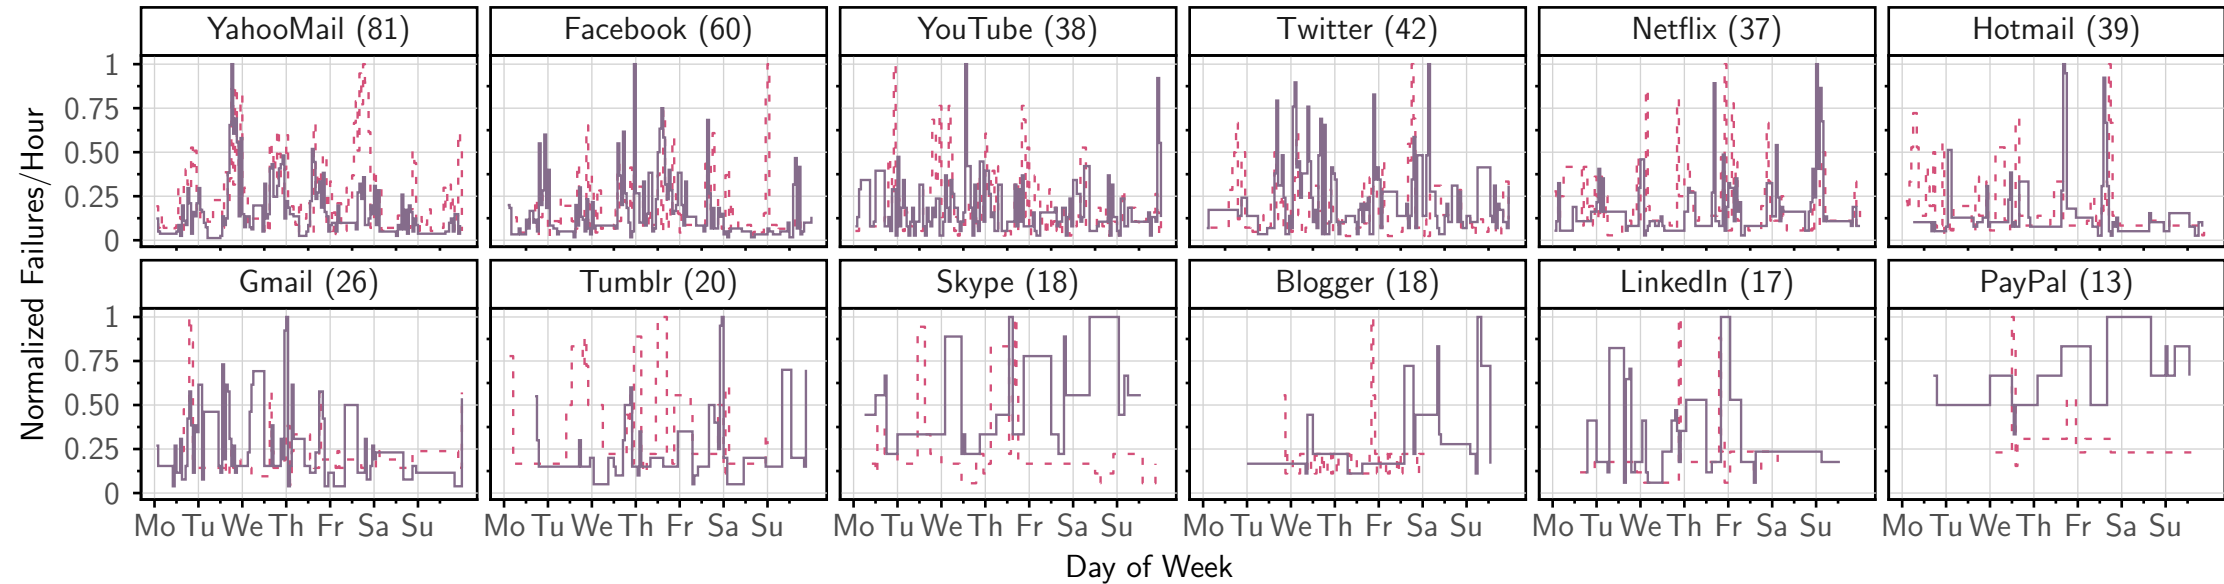 YahooMail (81) Facebook (60) YouTube (38) Twitter (42) Netflix (37) Hotmail (39)
1
0.75
0.50
0.25
0
Normalized Failures/Hour
Gmail (26) Tumblr (20) Skype (18) Blogger (18) LinkedIn (17) PayPal (13)
1
0.75
0.50
0.25
0
Mo Tu We Th Fr Sa Su Mo Tu We Th Fr Sa Su Mo Tu We Th Fr Sa Su Mo Tu We Th Fr Sa Su Mo Tu We Th Fr Sa Su Mo Tu We Th Fr Sa Su
Day of Week